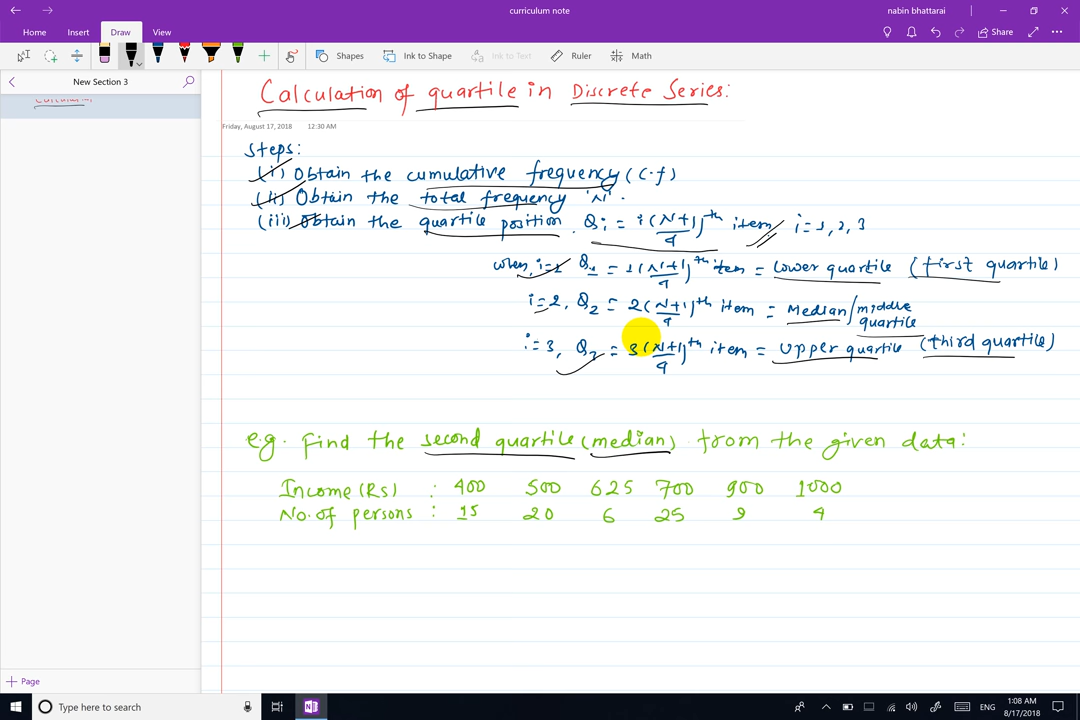 curriculum note
nabin bhattarai
Home Insert Draw View
Share
Shapes Ink to Shape Ink to Text Ruler Math
New Section 3
Calculation of quartile in Discrete Series:
Friday, August 17, 2018 12:30 AM
Steps:
(i) Obtain the cumulative frequency (c.f)
(ii) Obtain the total frequency 'N'.
(iii) Obtain the quartile position. Qi = i(N+1/4)th item i=1,2,3
when, i=1 Q1 = 1(N+1/4)th item = lower quartile (first quartile)
i=2, Q2 = 2(N+1/4)th item = Median/middle quartile
i=3, Q3 = 3(N+1/4)th item = Upper quartile (third quartile)
e.g. Find the second quartile (median) from the given data:
Income (Rs) : 400 500 625 700 900 1000
No. of persons : 15 20 6 25 9 4
+ Page
Type here to search
ENG
1:08 AM
8/17/2018